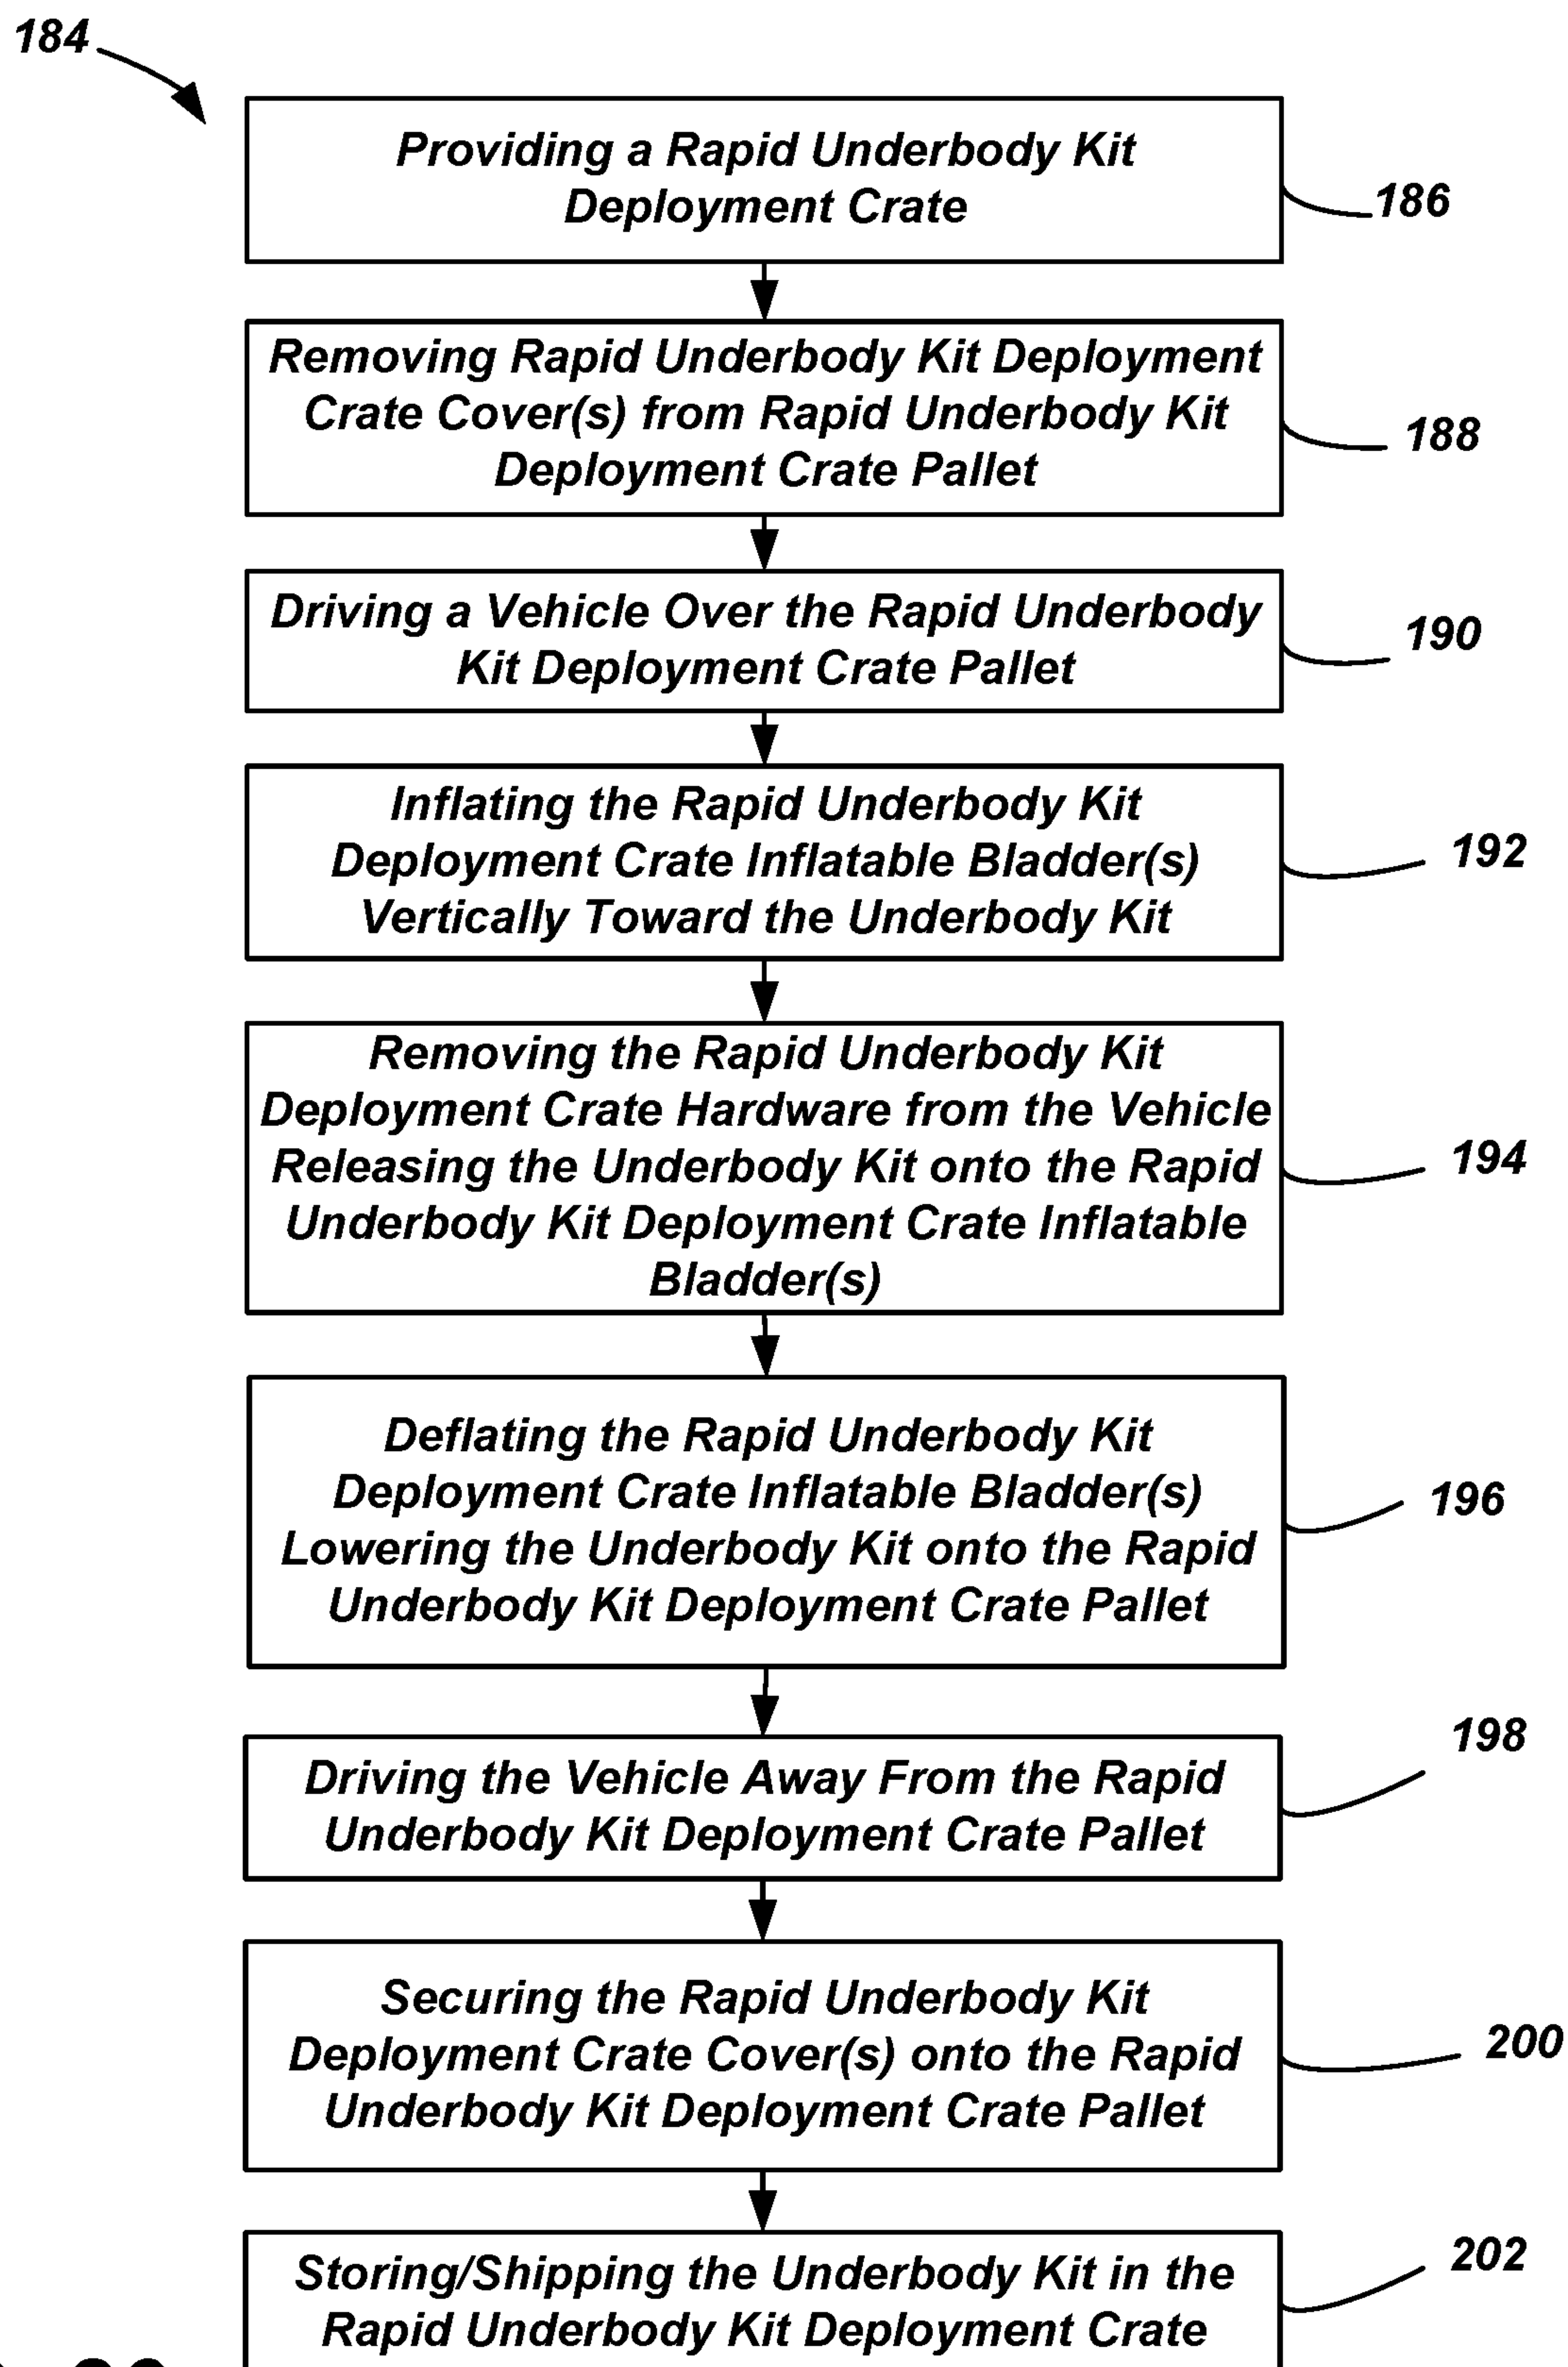 184
Providing a Rapid Underbody Kit
Deployment Crate
186
Removing Rapid Underbody Kit Deployment
Crate Cover(s) from Rapid Underbody Kit
Deployment Crate Pallet
188
Driving a Vehicle Over the Rapid Underbody
Kit Deployment Crate Pallet
190
Inflating the Rapid Underbody Kit
Deployment Crate Inflatable Bladder(s)
Vertically Toward the Underbody Kit
192
Removing the Rapid Underbody Kit
Deployment Crate Hardware from the Vehicle
Releasing the Underbody Kit onto the Rapid
Underbody Kit Deployment Crate Inflatable
Bladder(s)
194
Deflating the Rapid Underbody Kit
Deployment Crate Inflatable Bladder(s)
Lowering the Underbody Kit onto the Rapid
Underbody Kit Deployment Crate Pallet
196
Driving the Vehicle Away From the Rapid
Underbody Kit Deployment Crate Pallet
198
Securing the Rapid Underbody Kit
Deployment Crate Cover(s) onto the Rapid
Underbody Kit Deployment Crate Pallet
200
Storing/Shipping the Underbody Kit in the
Rapid Underbody Kit Deployment Crate
202